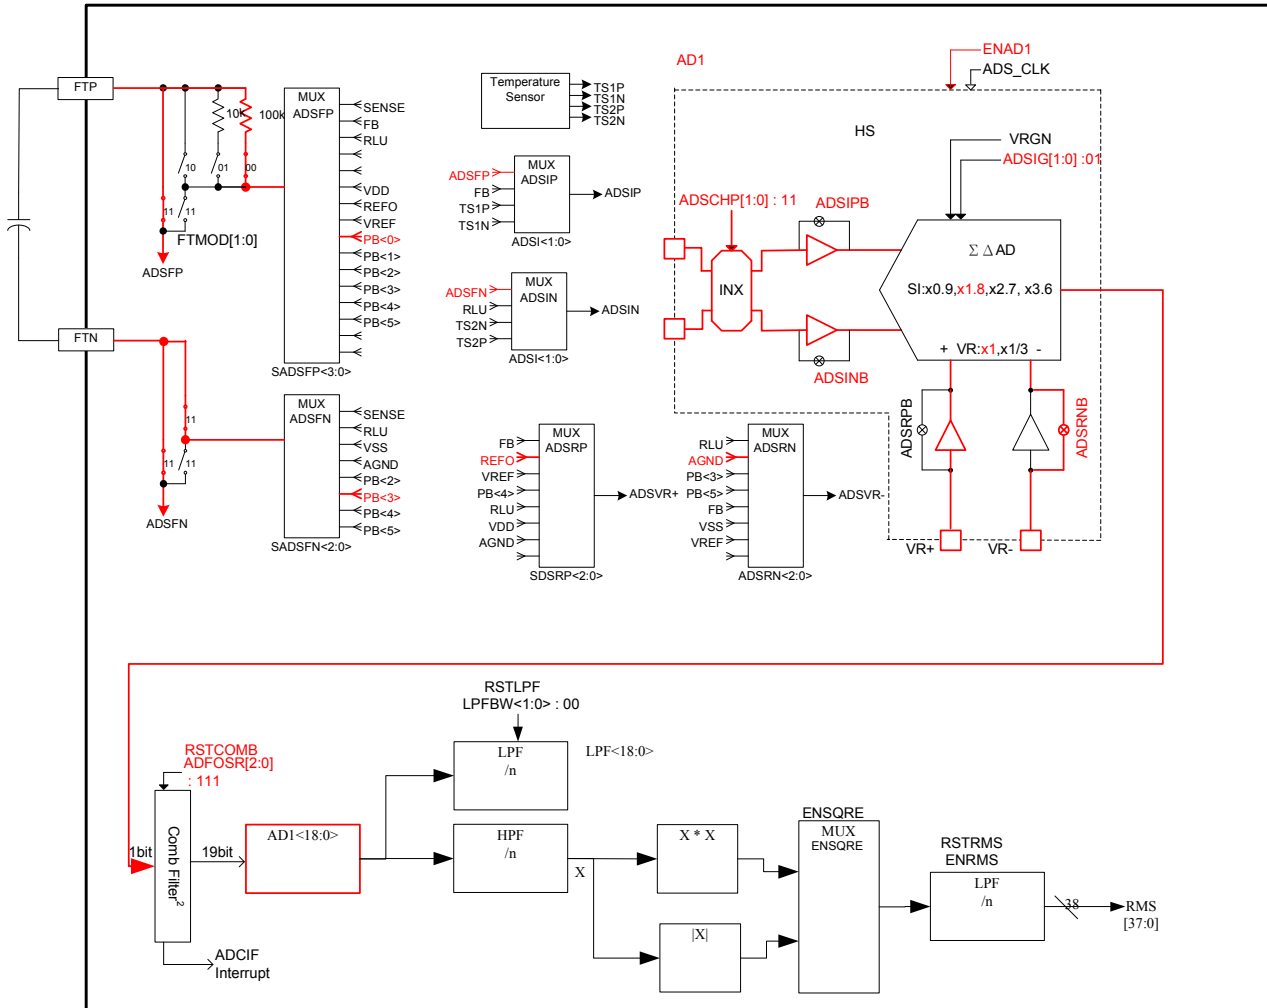 FTP
10k
100k
10
01
00
11
11
FTMOD[1:0]
ADSFP
MUX
ADSFP
SENSE
FB
RLU
VDD
REFO
VREF
PB<0>
PB<1>
PB<2>
PB<3>
PB<4>
PB<5>
SADSFP<3:0>
FTN
11
11
11
ADSFN
MUX
ADSFN
SENSE
RLU
VSS
AGND
PB<2>
PB<3>
PB<4>
PB<5>
SADSFN<2:0>
Temperature
Sensor
TS1P
TS1N
TS2P
TS2N
ADSFP
FB
TS1P
TS1N
MUX
ADSIP
ADSI<1:0>
ADSIP
ADSFN
RLU
TS2N
TS2P
MUX
ADSIN
ADSI<1:0>
ADSIN
FB
REFO
VREF
PB<4>
RLU
VDD
AGND
MUX
ADSRP
SDSRP<2:0>
ADSVR+
RLU
AGND
PB<3>
PB<5>
FB
VSS
VREF
MUX
ADSRN
ADSRN<2:0>
ADSVR-
AD1
ENAD1
ADS_CLK
HS
VRGN
ADSIG[1:0] :01
ADSCHP[1:0] : 11
INX
ADSIPB
ADSINB
Σ Δ AD
SI:x0.9,x1.8,x2.7, x3.6
+ VR:x1,x1/3 -
ADSRPB
ADSRNB
VR+
VR-
RSTCOMB
ADFOSR[2:0]
: 111
1bit
Comb Filter2
19bit
ADCIF
Interrupt
AD1<18:0>
RSTLPF
LPFBW<1:0> : 00
LPF
/n
LPF<18:0>
HPF
/n
X
X * X
|X|
ENSQRE
MUX
ENSQRE
RSTRMS
ENRMS
LPF
/n
38
RMS
[37:0]